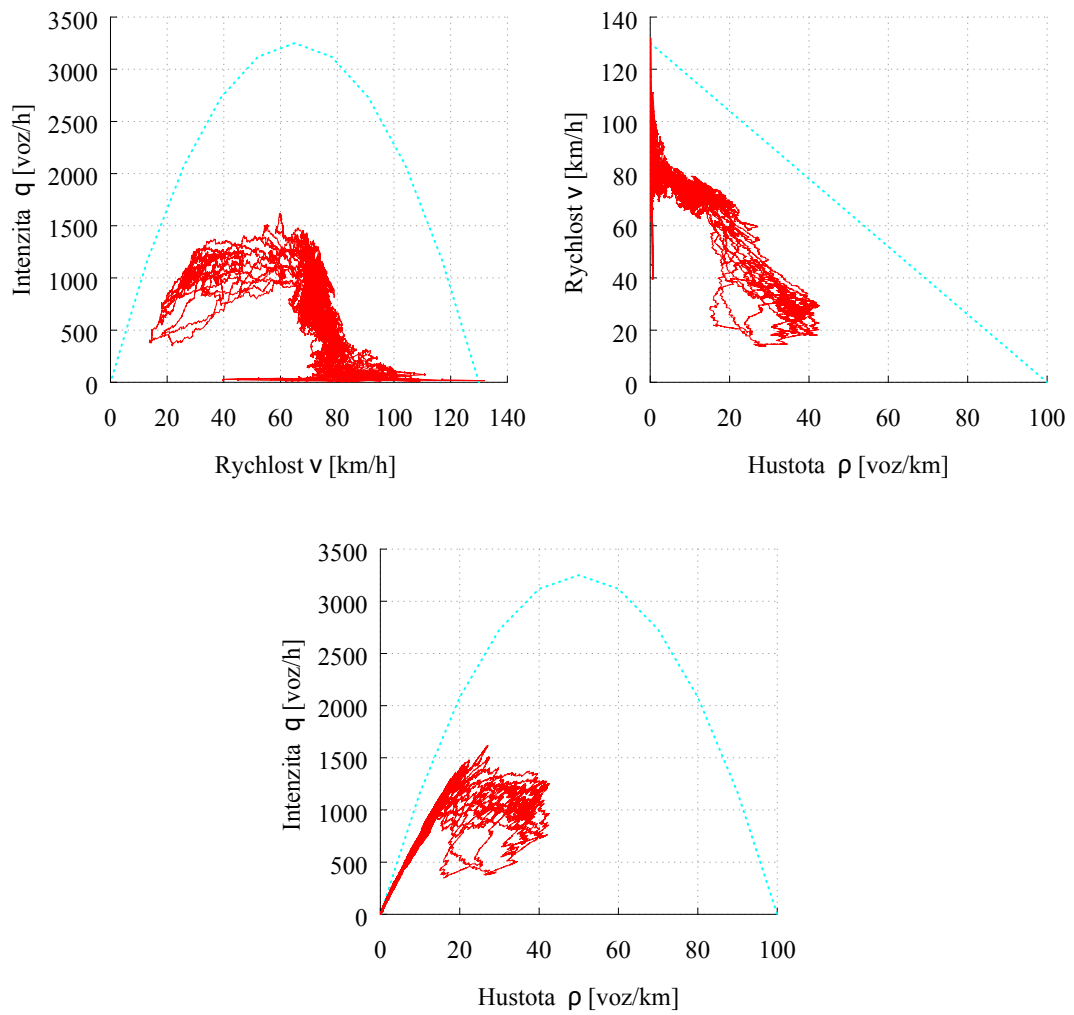 3500
3000
2500
2000
1500
1000
500
0
Intenzita q [voz/h]
0 20 40 60 80 100 120 140
Rychlost v [km/h]
140
120
100
80
60
40
20
0
Rychlost v [km/h]
0 20 40 60 80 100
Hustota ρ [voz/km]
3500
3000
2500
2000
1500
1000
500
0
Intenzita q [voz/h]
0 20 40 60 80 100
Hustota ρ [voz/km]